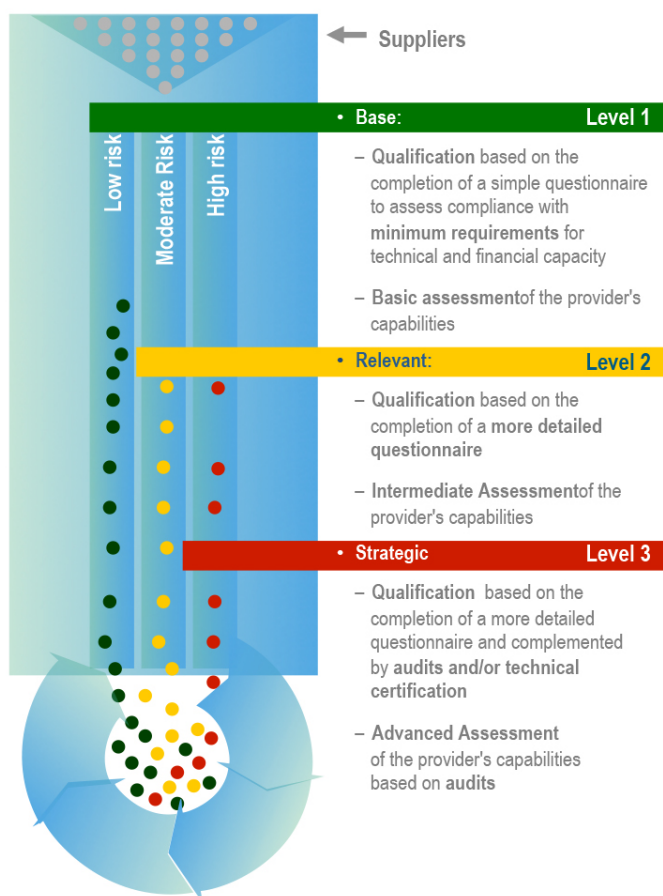 Suppliers
• Base: Level 1
Low risk
Moderate Risk
High risk
– Qualification based on the
completion of a simple questionnaire
to assess compliance with
minimum requirements for
technical and financial capacity
– Basic assessmentof the provider's
capabilities
• Relevant: Level 2
– Qualification based on the
completion of a more detailed
questionnaire
– Intermediate Assessmentof the
provider's capabilities
• Strategic Level 3
– Qualification based on the
completion of a more detailed
questionnaire and complemented
by audits and/or technical
certification
– Advanced Assessment
of the provider's capabilities
based on audits